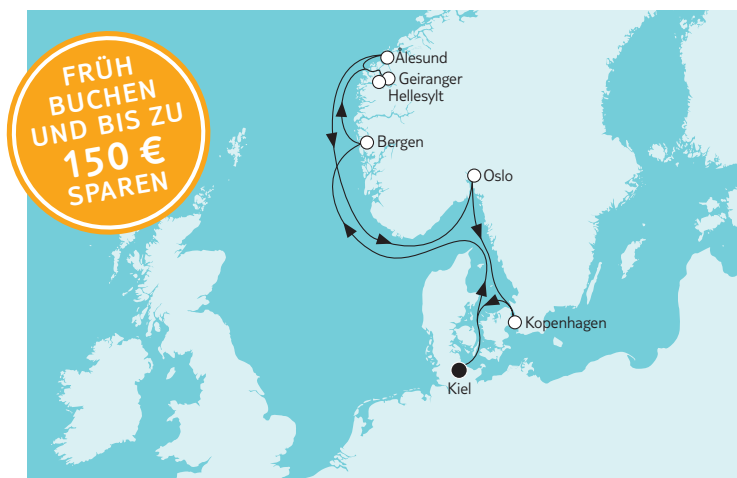 FRÜH
BUCHEN
UND BIS ZU
150 €
SPAREN
Ålesund
Geiranger
Hellesylt
Bergen
Oslo
Kopenhagen
Kiel